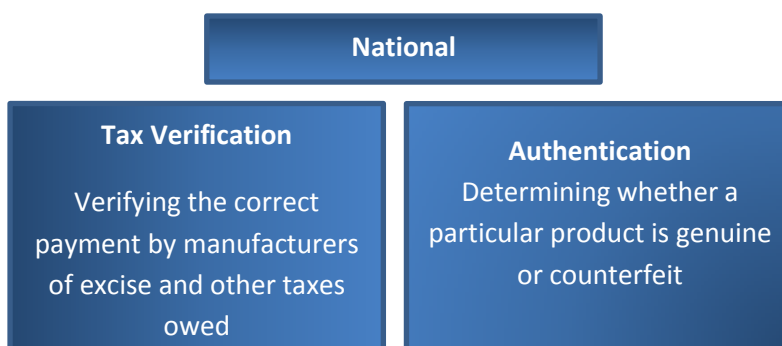 National
Tax Verification
Verifying the correct
payment by manufacturers
of excise and other taxes
owed
Authentication
Determining whether a
particular product is genuine
or counterfeit